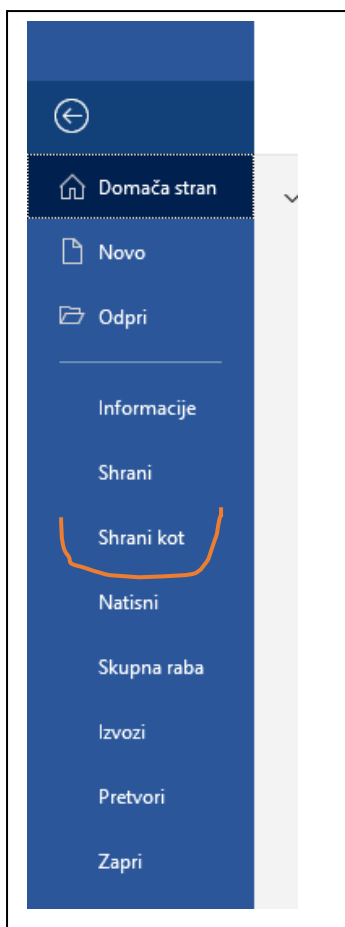 Domača stran
Novo
Odpri
Informacije
Shrani
Shrani kot
Natisni
Skupna raba
Izvozi
Pretvori
Zapri